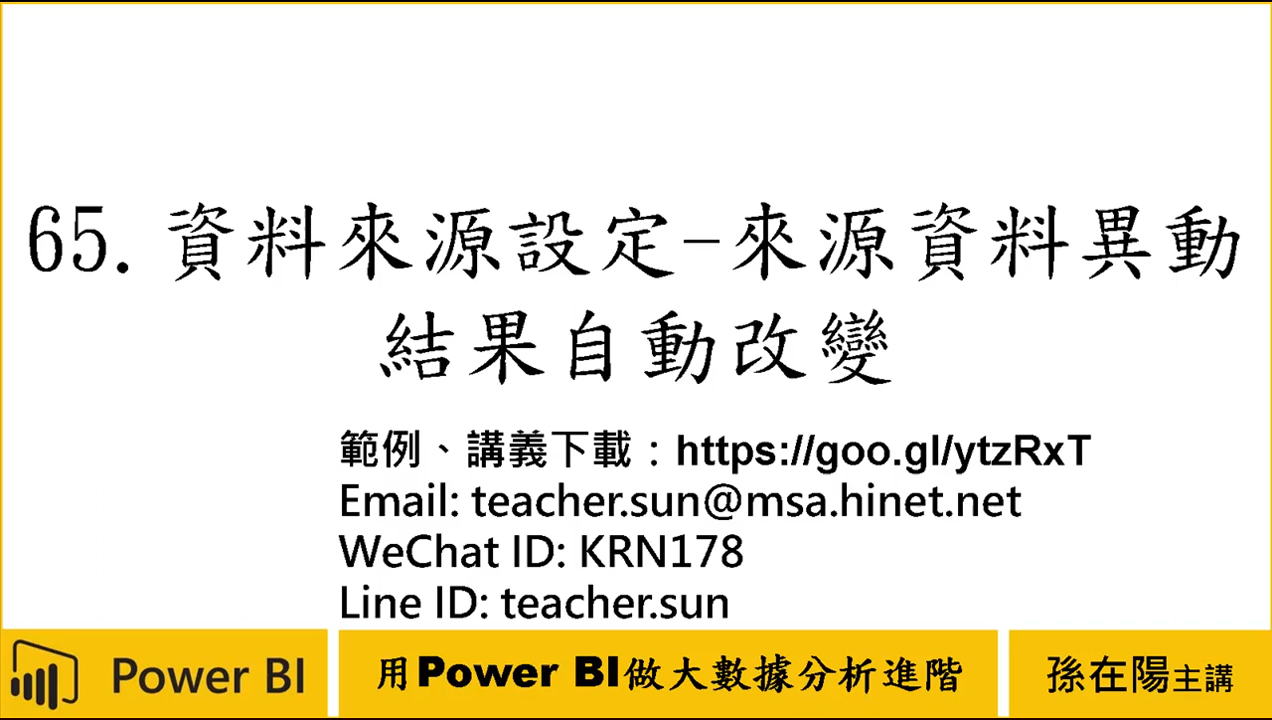 65.資料來源設定-來源資料異動
結果自動改變
範例、講義下載：https://goo.gl/ytzRxT
Email: teacher.sun@msa.hinet.net
WeChat ID: KRN178
Line ID: teacher.sun
Power BI
用Power BI做大數據分析進階
孫在陽主講